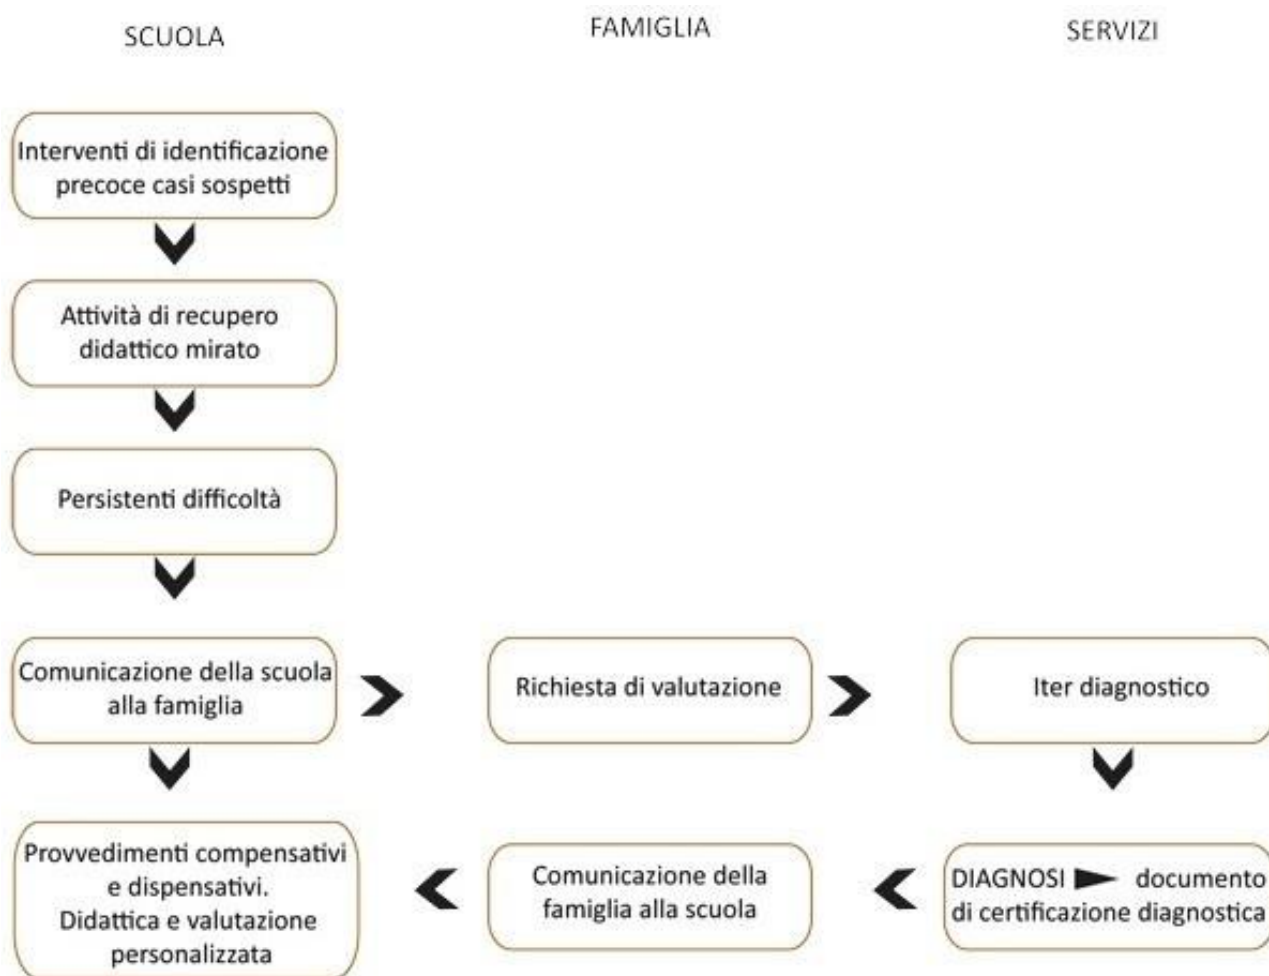 SCUOLA
FAMIGLIA
SERVIZI
Interventi di identificazione
precoce casi sospetti
Attività di recupero
didattico mirato
Persistenti difficoltà
Comunicazione della scuola
alla famiglia
Richiesta di valutazione
Iter diagnostico
Provvedimenti compensativi
e dispensativi.
Didattica e valutazione
personalizzata
Comunicazione della
famiglia alla scuola
DIAGNOSI documento
di certificazione diagnostica